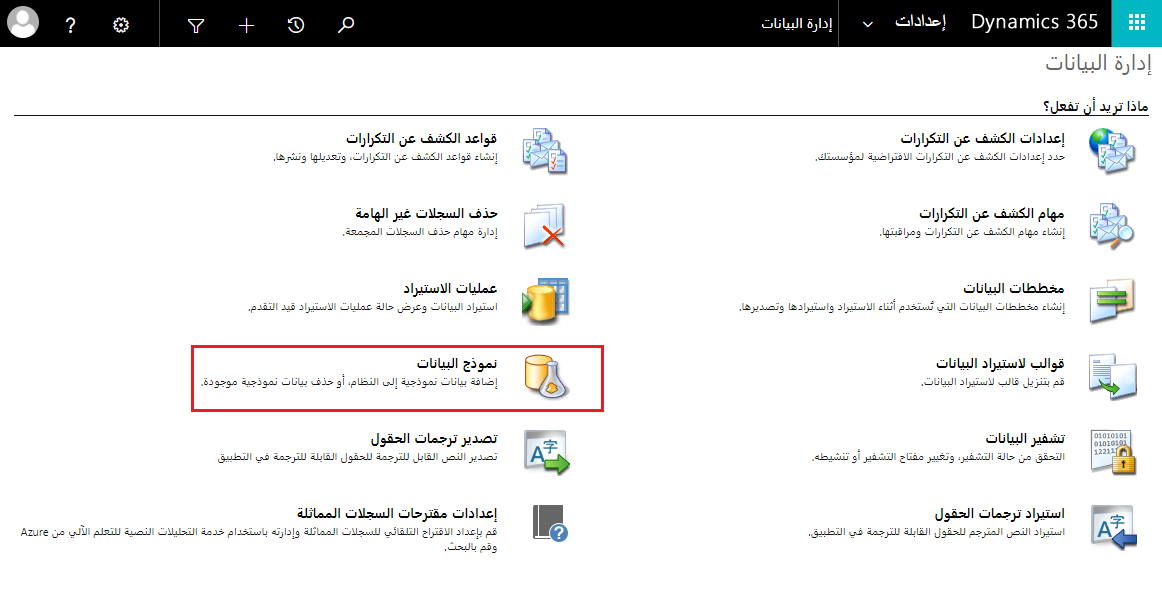 Dynamics 365
إعدادات
إدارة البيانات
?
إدارة البيانات
ماذا تريد أن تفعل؟
إعدادات الكشف عن التكرارات
حدد إعدادات الكشف عن التكرارات الافتراضية لمؤسستك.
قواعد الكشف عن التكرارات
إنشاء قواعد الكشف عن التكرارات، وتعديلها ونشرها.
مهام الكشف عن التكرارات
إنشاء مهام الكشف عن التكرارات ومراقبتها.
حذف السجلات غير الهامة
إدارة مهام حذف السجلات المجمعة.
مخططات البيانات
إنشاء مخططات البيانات التي تُستخدم أثناء الاستيراد واستيرادها وتصديرها.
عمليات الاستيراد
استيراد البيانات وعرض حالة عمليات الاستيراد قيد التقدم.
قوالب لاستيراد البيانات
قم بتنزيل قالب لاستيراد البيانات.
نموذج البيانات
إضافة بيانات نموذجية إلى النظام، أو حذف بيانات نموذجية موجودة.
تشفير البيانات
التحقق من حالة التشفير، وتغيير مفتاح التشفير أو تنشيطه.
تصدير ترجمات الحقول
تصدير النص القابل للترجمة للحقول القابلة للترجمة في التطبيق
استيراد ترجمات الحقول
استيراد النص المترجم للحقول القابلة للترجمة في التطبيق.
إعدادات مقترحات السجلات المماثلة
قم بإعداد الاقتراح التلقائي للسجلات المماثلة وإدارته باستخدام خدمة التحليلات النصية للتعلم الآلي من Azure
وقم بالبحث.